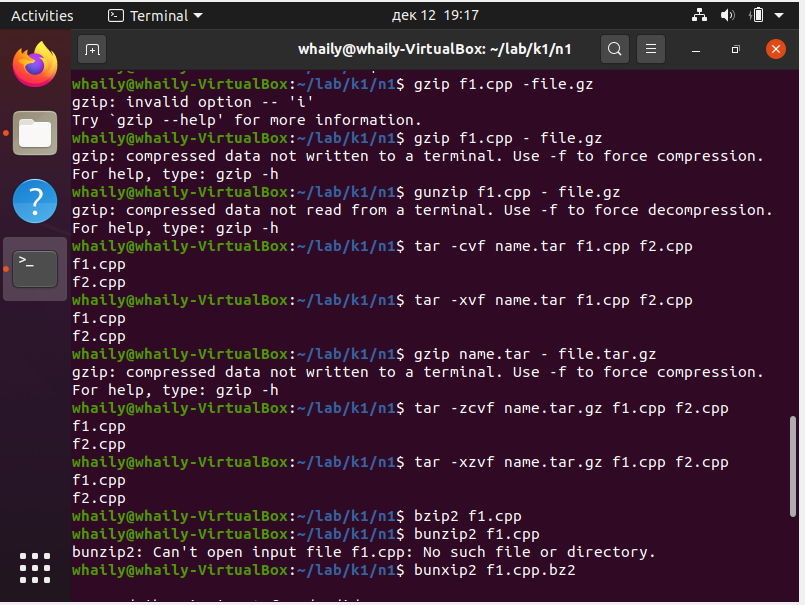 Activities Terminal дек 12 19:17
whaily@whaily-VirtualBox: ~/lab/k1/n1
whaily@whaily-VirtualBox:~/lab/k1/n1$ gzip f1.cpp -file.gz
gzip: invalid option -- 'i'
Try `gzip --help' for more information.
whaily@whaily-VirtualBox:~/lab/k1/n1$ gzip f1.cpp - file.gz
gzip: compressed data not written to a terminal. Use -f to force compression.
For help, type: gzip -h
whaily@whaily-VirtualBox:~/lab/k1/n1$ gunzip f1.cpp - file.gz
gzip: compressed data not read from a terminal. Use -f to force decompression.
For help, type: gzip -h
whaily@whaily-VirtualBox:~/lab/k1/n1$ tar -cvf name.tar f1.cpp f2.cpp
f1.cpp
f2.cpp
whaily@whaily-VirtualBox:~/lab/k1/n1$ tar -xvf name.tar f1.cpp f2.cpp
f1.cpp
f2.cpp
whaily@whaily-VirtualBox:~/lab/k1/n1$ gzip name.tar - file.tar.gz
gzip: compressed data not written to a terminal. Use -f to force compression.
For help, type: gzip -h
whaily@whaily-VirtualBox:~/lab/k1/n1$ tar -zcvf name.tar.gz f1.cpp f2.cpp
f1.cpp
f2.cpp
whaily@whaily-VirtualBox:~/lab/k1/n1$ tar -xzvf name.tar.gz f1.cpp f2.cpp
f1.cpp
f2.cpp
whaily@whaily-VirtualBox:~/lab/k1/n1$ bzip2 f1.cpp
whaily@whaily-VirtualBox:~/lab/k1/n1$ bunzip2 f1.cpp
bunzip2: Can't open input file f1.cpp: No such file or directory.
whaily@whaily-VirtualBox:~/lab/k1/n1$ bunxip2 f1.cpp.bz2